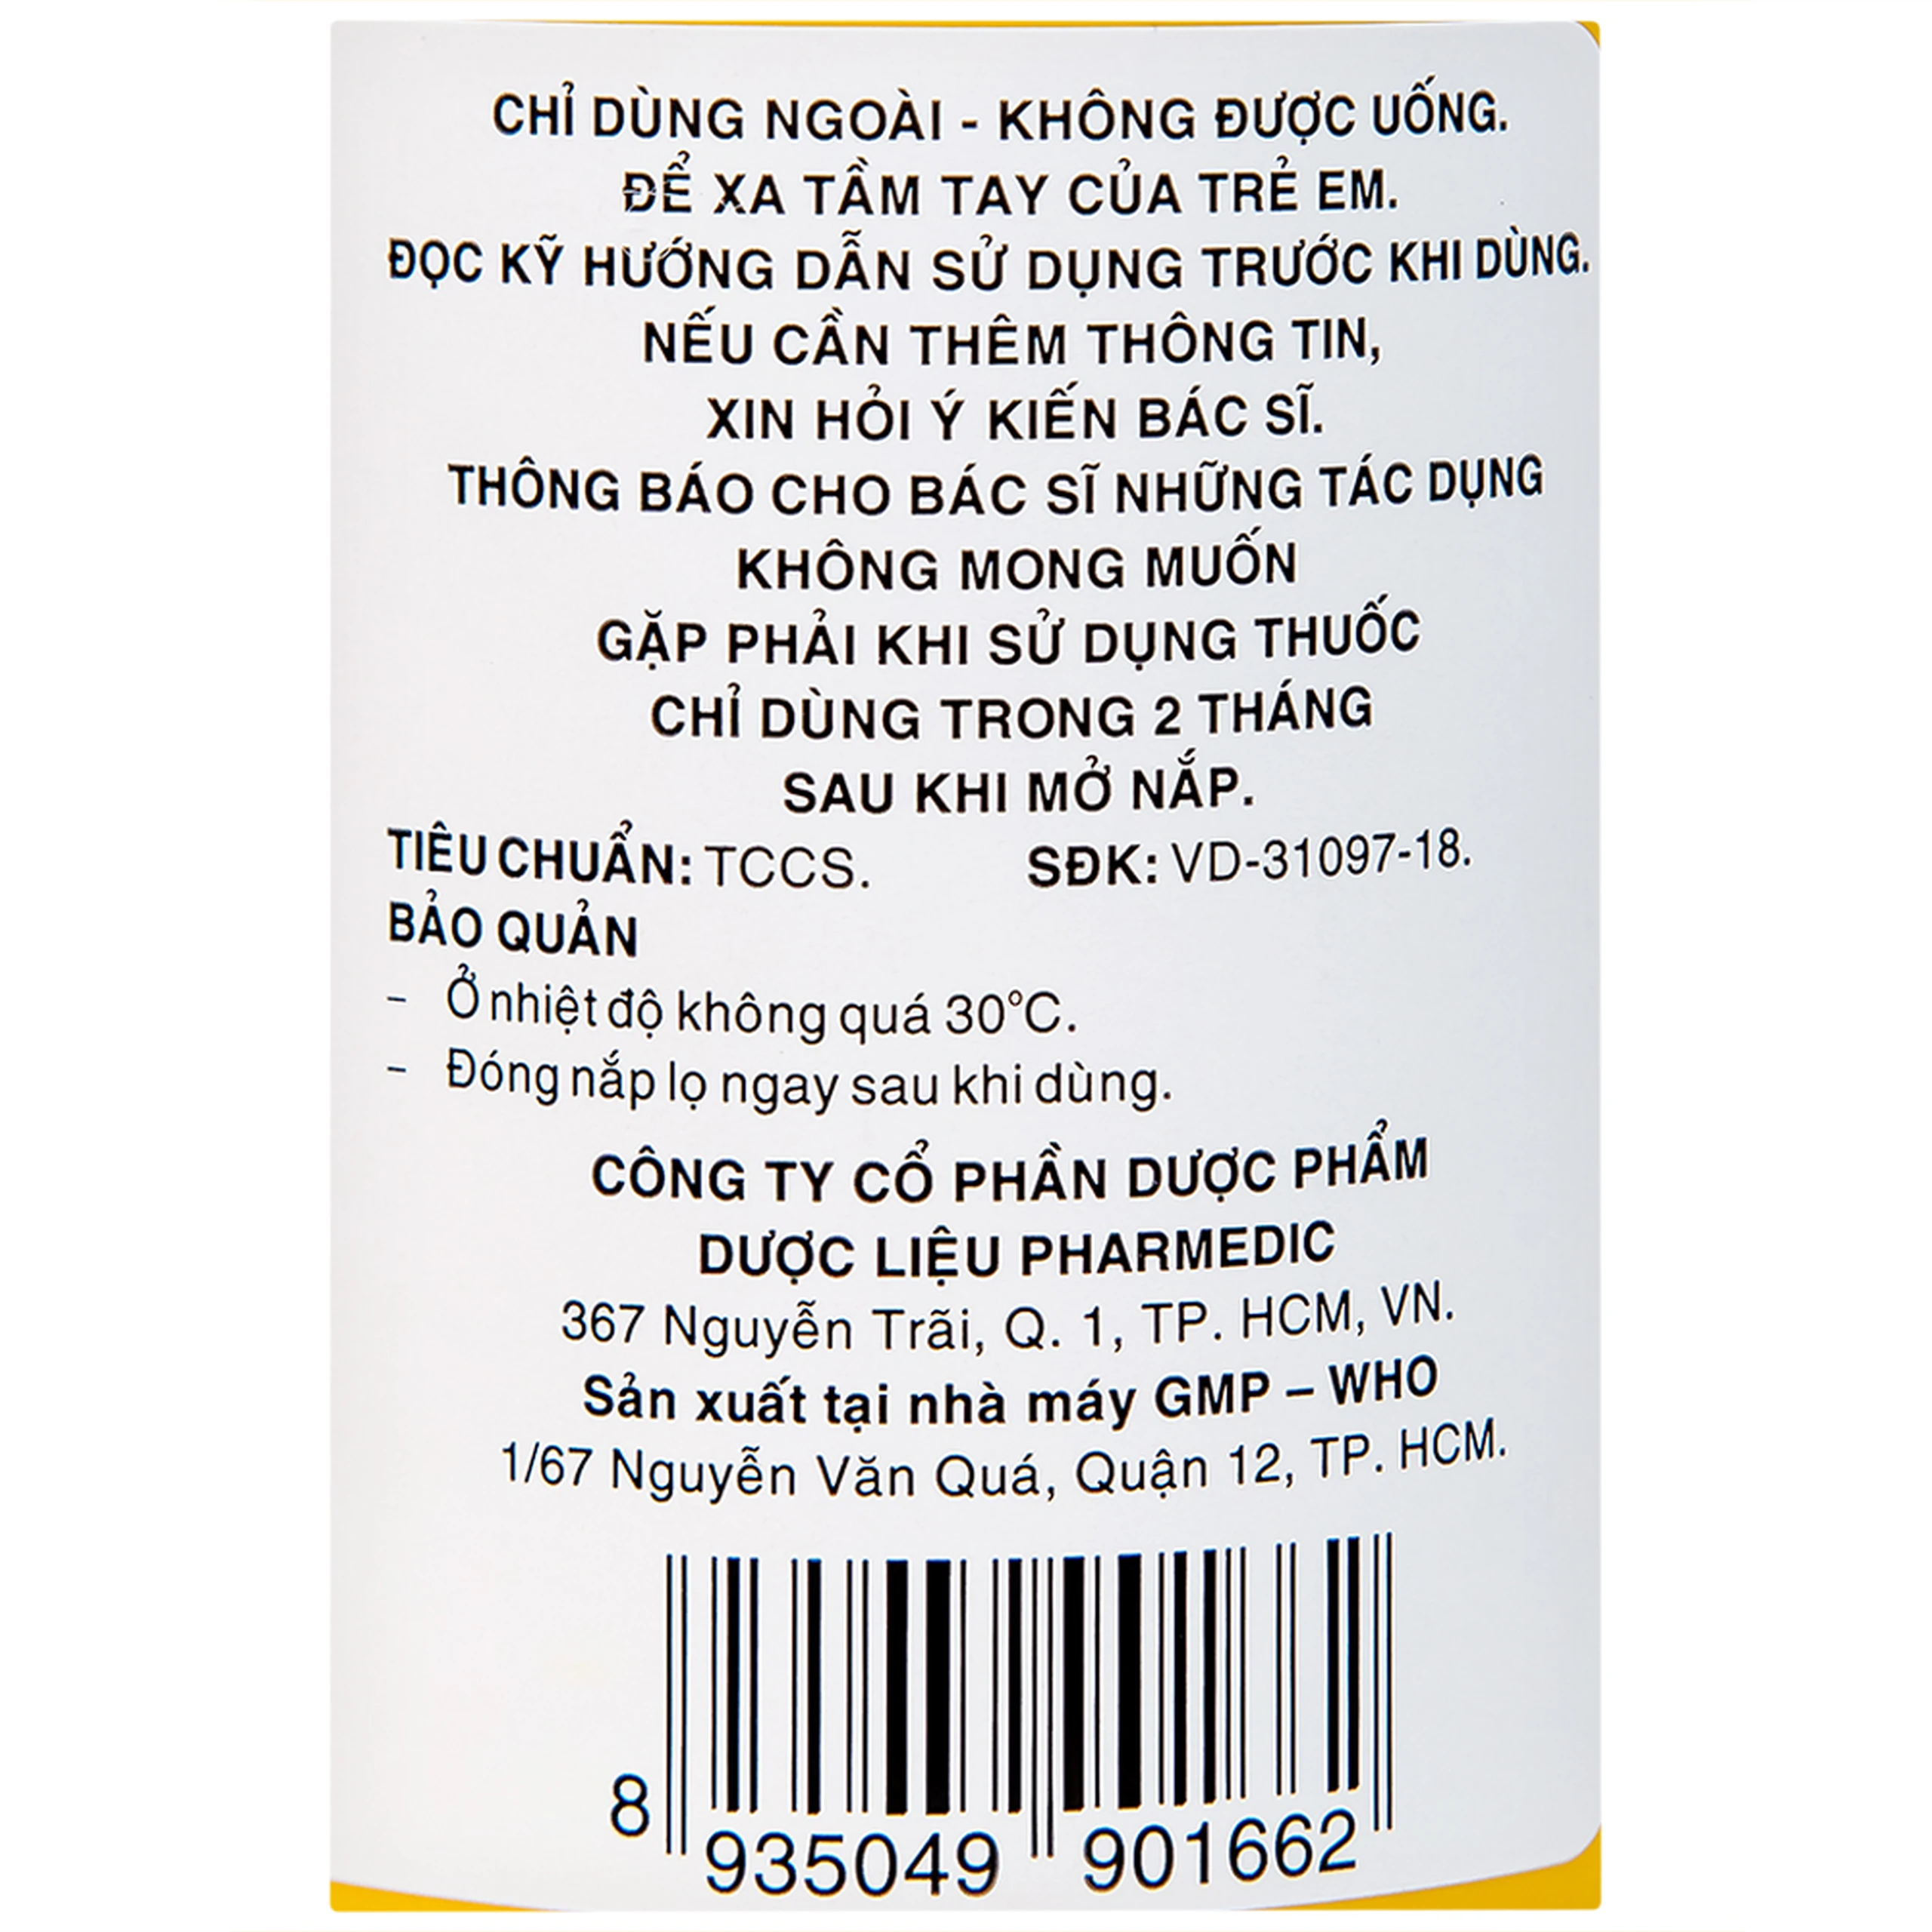 CHỈ DÙNG NGOÀI - KHÔNG ĐƯỢC UỐNG.
ĐỂ XA TẦM TAY CỦA TRẺ EM.
ĐỌC KỸ HƯỚNG DẪN SỬ DỤNG TRƯỚC KHI DÙNG.
NẾU CẦN THÊM THÔNG TIN,
XIN HỎI Ý KIẾN BÁC SĨ.
THÔNG BÁO CHO BÁC SĨ NHỮNG TÁC DỤNG
KHÔNG MONG MUỐN
GẶP PHẢI KHI SỬ DỤNG THUỐC
CHỈ DÙNG TRONG 2 THÁNG
SAU KHI MỞ NẮP.
TIÊU CHUẨN: TCCS. SĐK: VD-31097-18.
BẢO QUẢN
– Ở nhiệt độ không quá 30°C.
– Đóng nắp lọ ngay sau khi dùng.
CÔNG TY CỔ PHẦN DƯỢC PHẨM
DƯỢC LIỆU PHARMEDIC
367 Nguyễn Trãi, Q. 1, TP. HCM, VN.
Sản xuất tại nhà máy GMP – WHO
1/67 Nguyễn Văn Quá, Quận 12, TP. HCM.
8 935049 901662